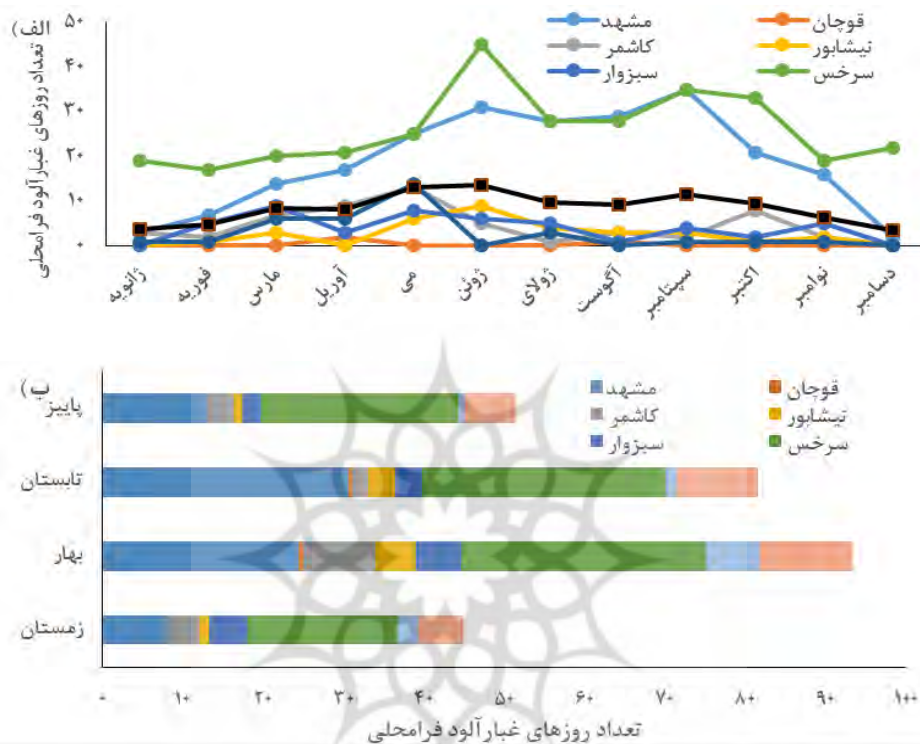 الف)
تعداد روزهای غبارآلود فرامحلی
۵۰
۴۰
۳۰
۲۰
۱۰
۰
مشهد
قوچان
کاشمر
نیشابور
سبزوار
سرخس
ژانویه
فوریه
مارس
آوریل
می
ژوئن
ژولای
آگوست
سپتامبر
اکتبر
نوامبر
دسامبر
ب)
مشهد
قوچان
کاشمر
نیشابور
سبزوار
سرخس
پاییز
تابستان
بهار
زمستان
۰ ۱۰ ۲۰ ۳۰ ۴۰ ۵۰ ۶۰ ۷۰ ۸۰ ۹۰ ۱۰۰
تعداد روزهای غبارآلود فرامحلی